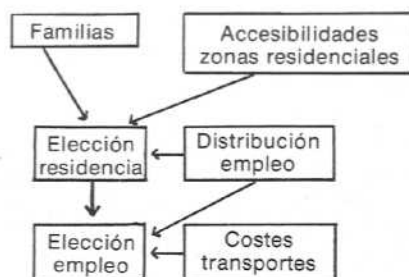 Familias
Accesibilidades
zonas residenciales
Elección
residencia
Distribución
empleo
Elección
empleo
Costes
transportes